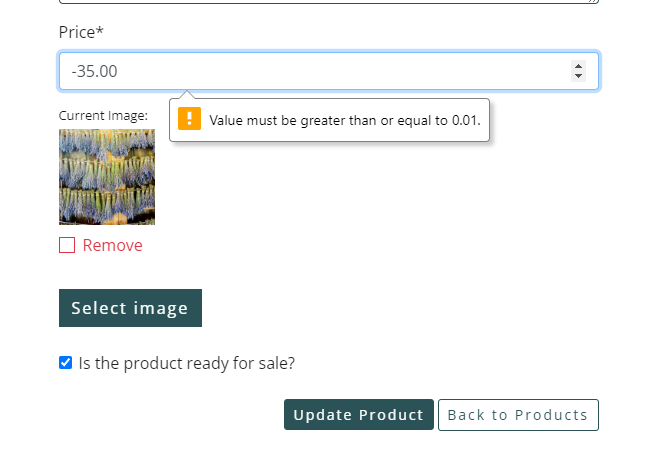 Price*
-35.00
Value must be greater than or equal to 0.01.
Current Image:
Remove
Select image
Is the product ready for sale?
Update Product Back to Products